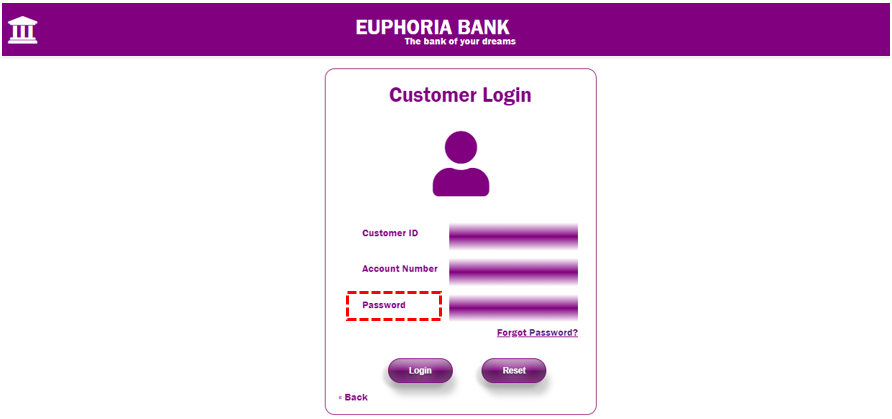 EUPHORIA BANK
The bank of your dreams
Customer Login
Customer ID
Account Number
Password
Forgot Password?
Login Reset
Back